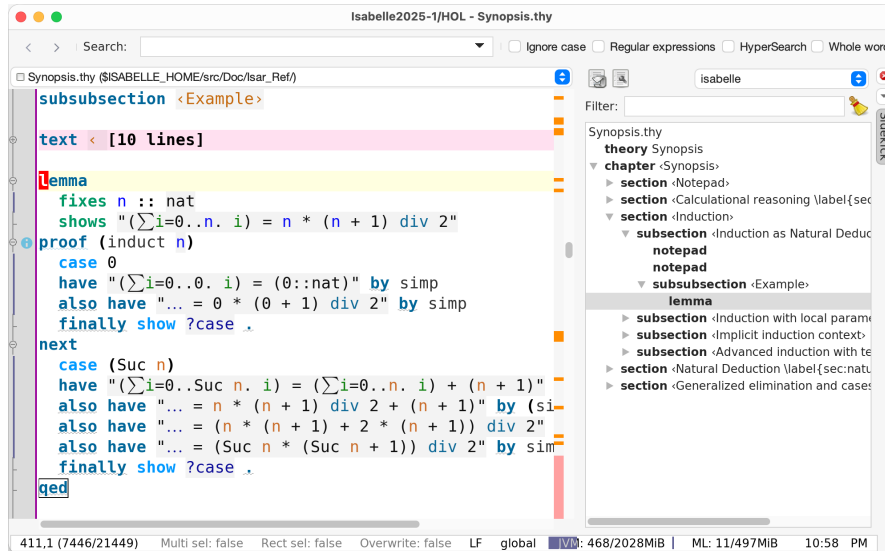 Isabelle2025-1/HOL - Synopsis.thy
Search: Ignore case Regular expressions HyperSearch Whole wor
Synopsis.thy ($ISABELLE_HOME/src/Doc/Isar_Ref/)
subsubsection ‹Example›
text ‹ [10 lines]
lemma
fixes n :: nat
shows "(∑i=0..n. i) = n * (n + 1) div 2"
proof (induct n)
case 0
have "(∑i=0..0. i) = (0::nat)" by simp
also have "... = 0 * (0 + 1) div 2" by simp
finally show ?case .
next
case (Suc n)
have "(∑i=0..Suc n. i) = (∑i=0..n. i) + (n + 1)"
also have "... = n * (n + 1) div 2 + (n + 1)" by (si
also have "... = (n * (n + 1) + 2 * (n + 1)) div 2"
also have "... = (Suc n * (Suc n + 1)) div 2" by sim
finally show ?case .
qed
isabelle
Filter:
Synopsis.thy
theory Synopsis
chapter ‹Synopsis›
section ‹Notepad›
section ‹Calculational reasoning \label{sec
section ‹Induction›
subsection ‹Induction as Natural Deduc
notepad
notepad
subsubsection ‹Example›
lemma
subsection ‹Induction with local parame
subsection ‹Implicit induction context›
subsection ‹Advanced induction with te
section ‹Natural Deduction \label{sec:natu
section ‹Generalized elimination and cases
411,1 (7446/21449) Multi sel: false Rect sel: false Overwrite: false LF global JVM: 468/2028MiB ML: 11/497MiB 10:58 PM